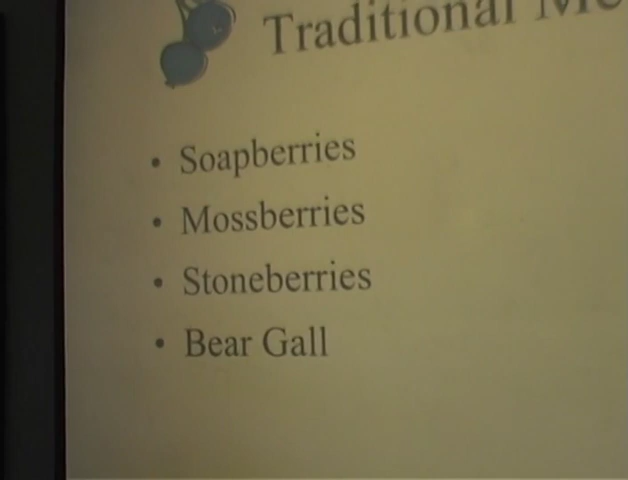 Traditional
• Soapberries
• Mossberries
• Stoneberries
• Bear Gall